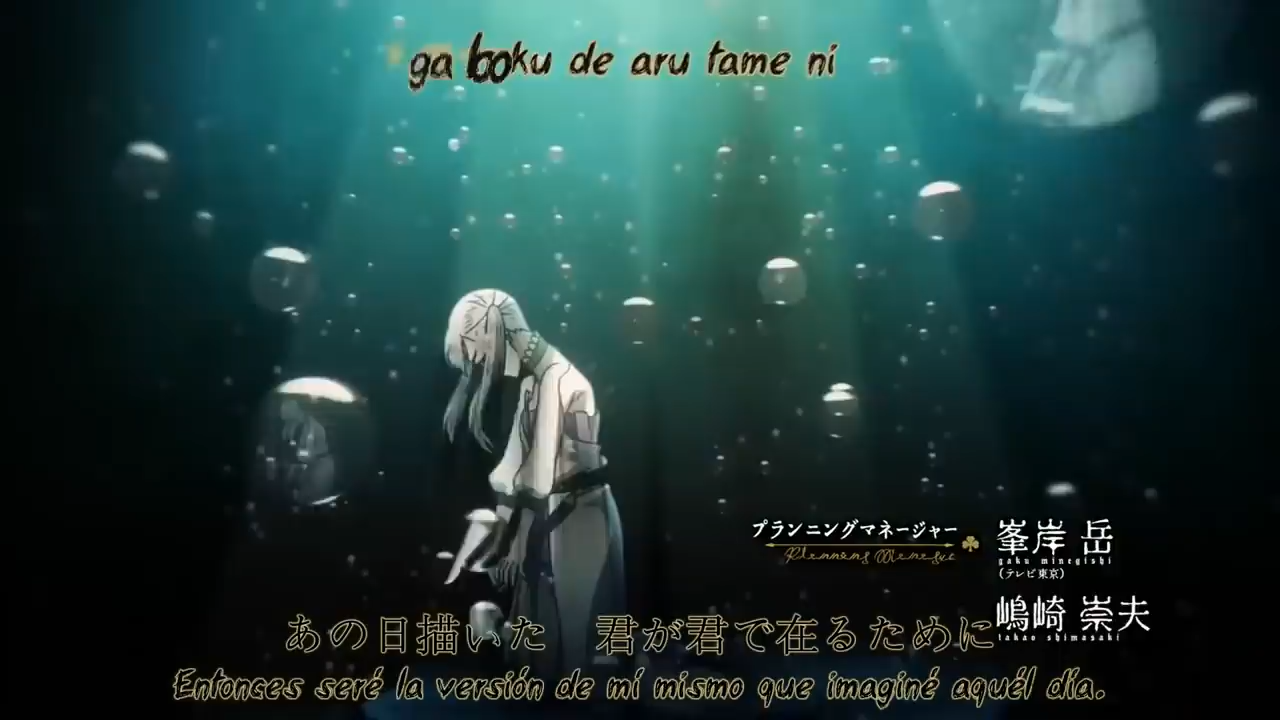 ga boku de aru tame ni
プランニングマネージャー
Planning Manager
峯岸 岳
gaku minegishi
(テレビ東京)
嶋崎 崇夫
takao shimasaki
あの日描いた 君が君で在るために
Entonces seré la versión de mí mismo que imaginé aquél día.